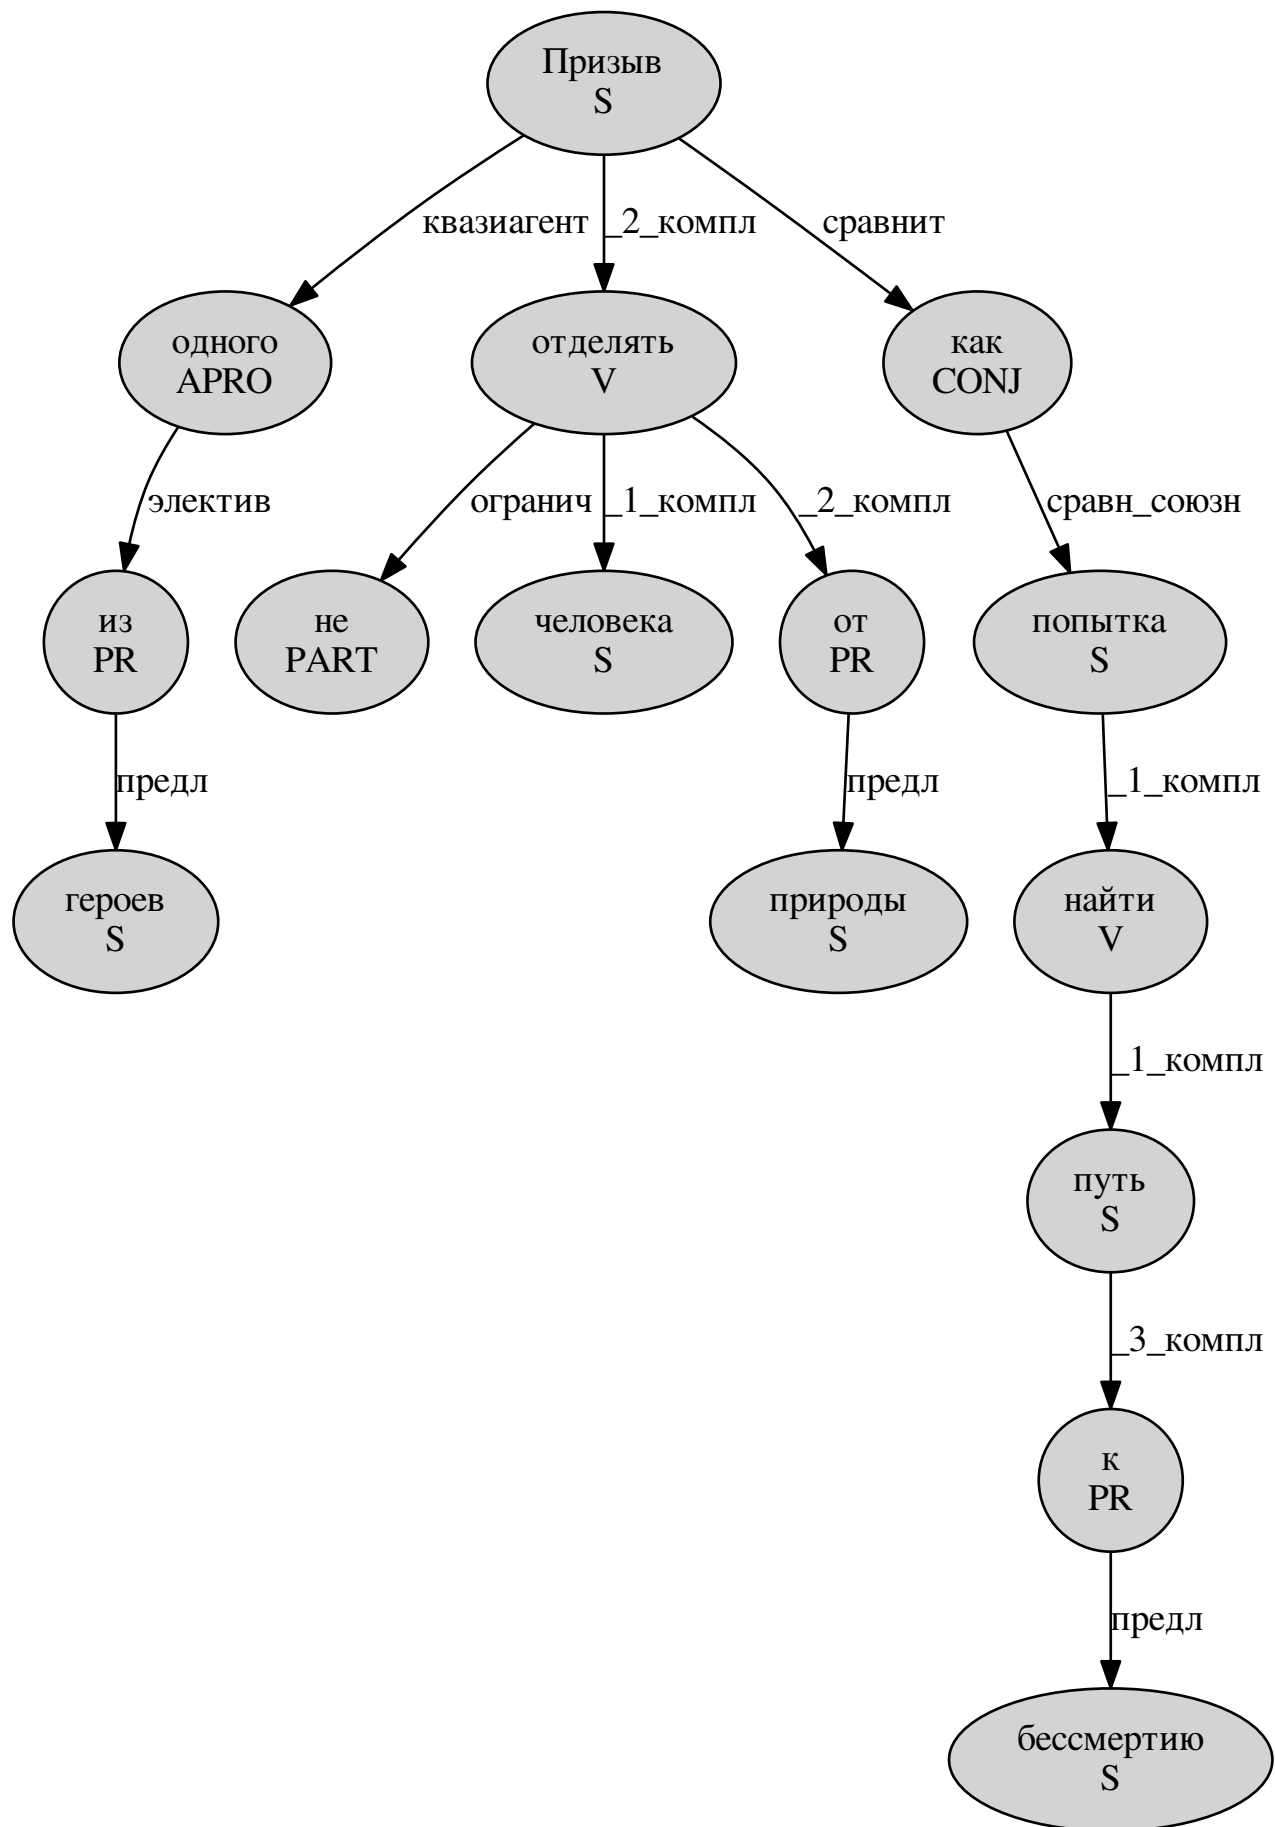 Призыв
S
квазиагент
_2_компл
сравнит
одного
APRO
отделять
V
как
CONJ
электив
огранич
_1_компл
_2_компл
сравн_союзн
из
PR
не
PART
человека
S
от
PR
попытка
S
предл
предл
_1_компл
героев
S
природы
S
найти
V
_1_компл
путь
S
_3_компл
к
PR
предл
бессмертию
S